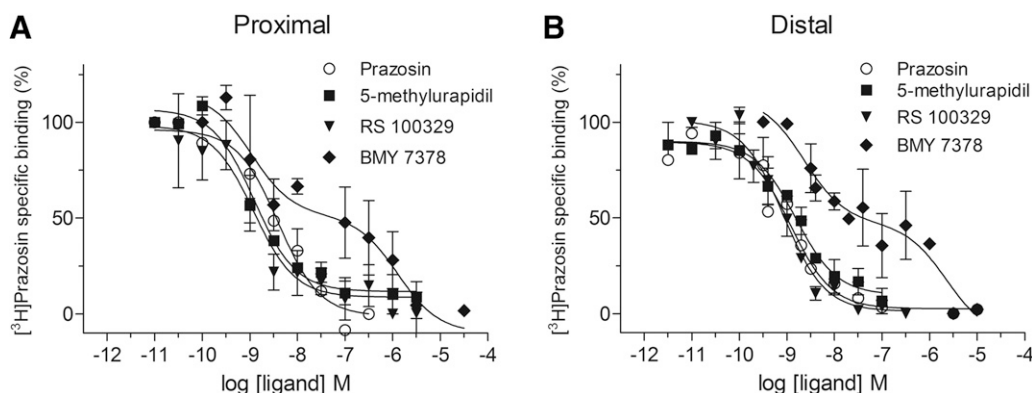 A
Proximal
[³H]Prazosin specific binding (%)
100
50
0
Prazosin
5-methylurapidil
RS 100329
BMY 7378
-12 -11 -10 -9 -8 -7 -6 -5 -4
log [ligand] M
B
Distal
[³H]Prazosin specific binding (%)
100
50
0
Prazosin
5-methylurapidil
RS 100329
BMY 7378
-12 -11 -10 -9 -8 -7 -6 -5 -4
log [ligand] M